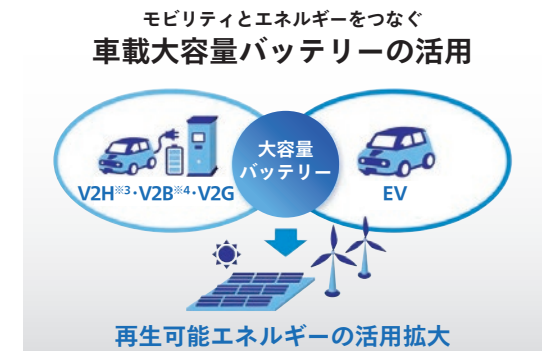 モビリティとエネルギーをつなぐ
車載大容量バッテリーの活用
大容量
バッテリー
V2H※3・V2B※4・V2G
EV
再生可能エネルギーの活用拡大